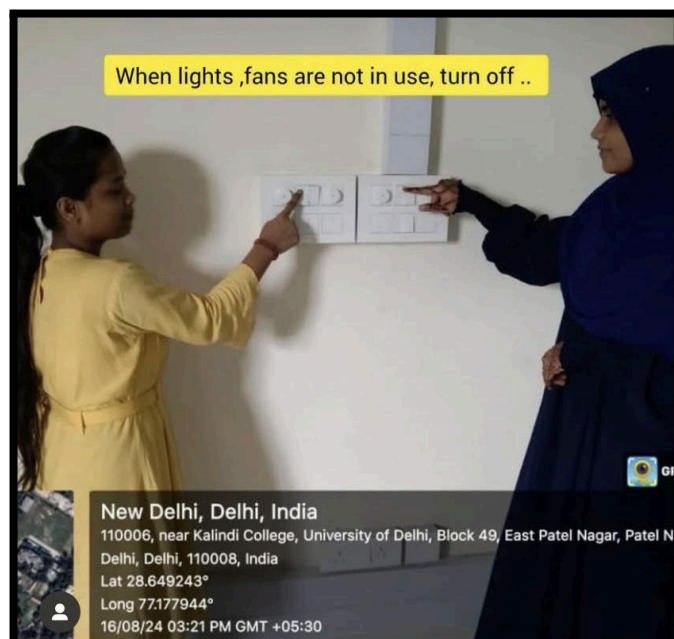 When lights ,fans are not in use, turn off ..
New Delhi, Delhi, India
110006, near Kalindi College, University of Delhi, Block 49, East Patel Nagar, Patel N
Delhi, Delhi, 110008, India
Lat 28.649243°
Long 77.177944°
16/08/24 03:21 PM GMT +05:30